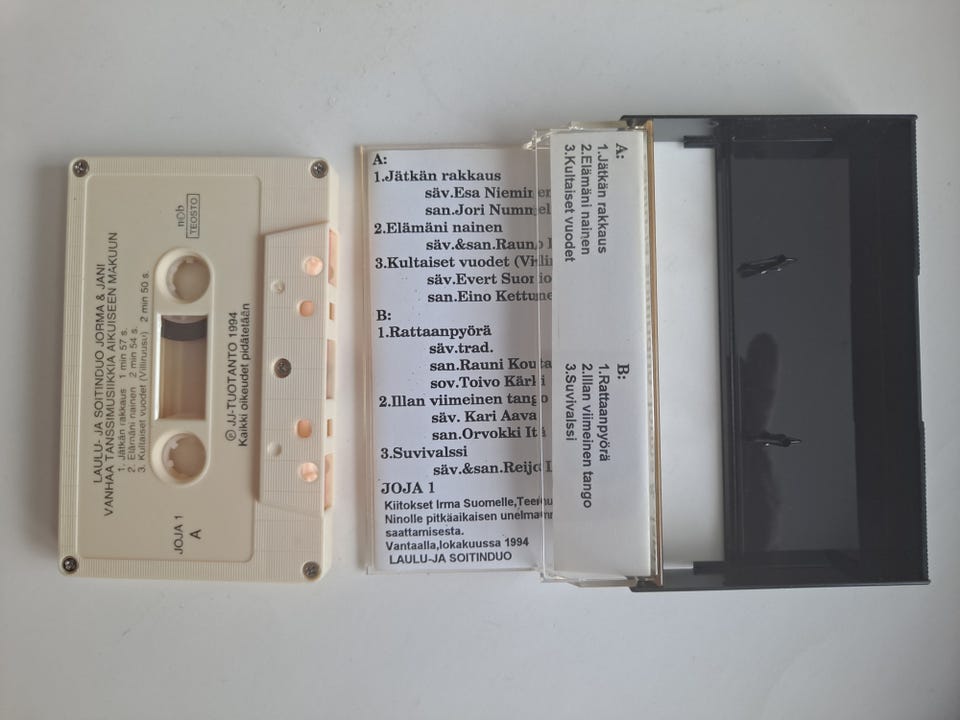 LAULU- JA SOITINDUO JORMA & JANI
VANHAA TANSSIMUSIIKKIA AIKUISEEN MAKUUN
1. Jätkän rakkaus 1 min 57 s.
2. Elämäni nainen 2 min 54 s.
3. Kultaiset vuodet (Villiruusu) 2 min 50 s.
JOJA 1
A
ncb
TEOSTO
Ⓟ JJ-TUOTANTO 1994
Kaikki oikeudet pidätetään
A:
1.Jätkän rakkaus
säv.Esa Nieminen
san.Jori Nummel
2.Elämäni nainen
säv.&san.Rauno
3.Kultaiset vuodet
säv.Evert Suonio
san.Eino Kettune
B:
1.Rattaanpyörä
säv.trad.
san.Rauni Kouta
sov.Toivo Kärki
2.Illan viimeinen tango
säv. Kari Aava
san.Orvokki Itä
3.Suvivalssi
säv.&san.Reijo
JOJA 1
Kiitokset Irma Suomelle,
Ninolle pitkäaikaisen
saattamisesta.
Vantaalla,lokakuussa 1994
LAULU-JA SOITINDUO
A:
1.Jätkän rakkaus
2.Elämäni nainen
3.Kultaiset vuodet
B:
1.Rattaanpyörä
2.Illan viimeinen tango
3.Suvivalssi